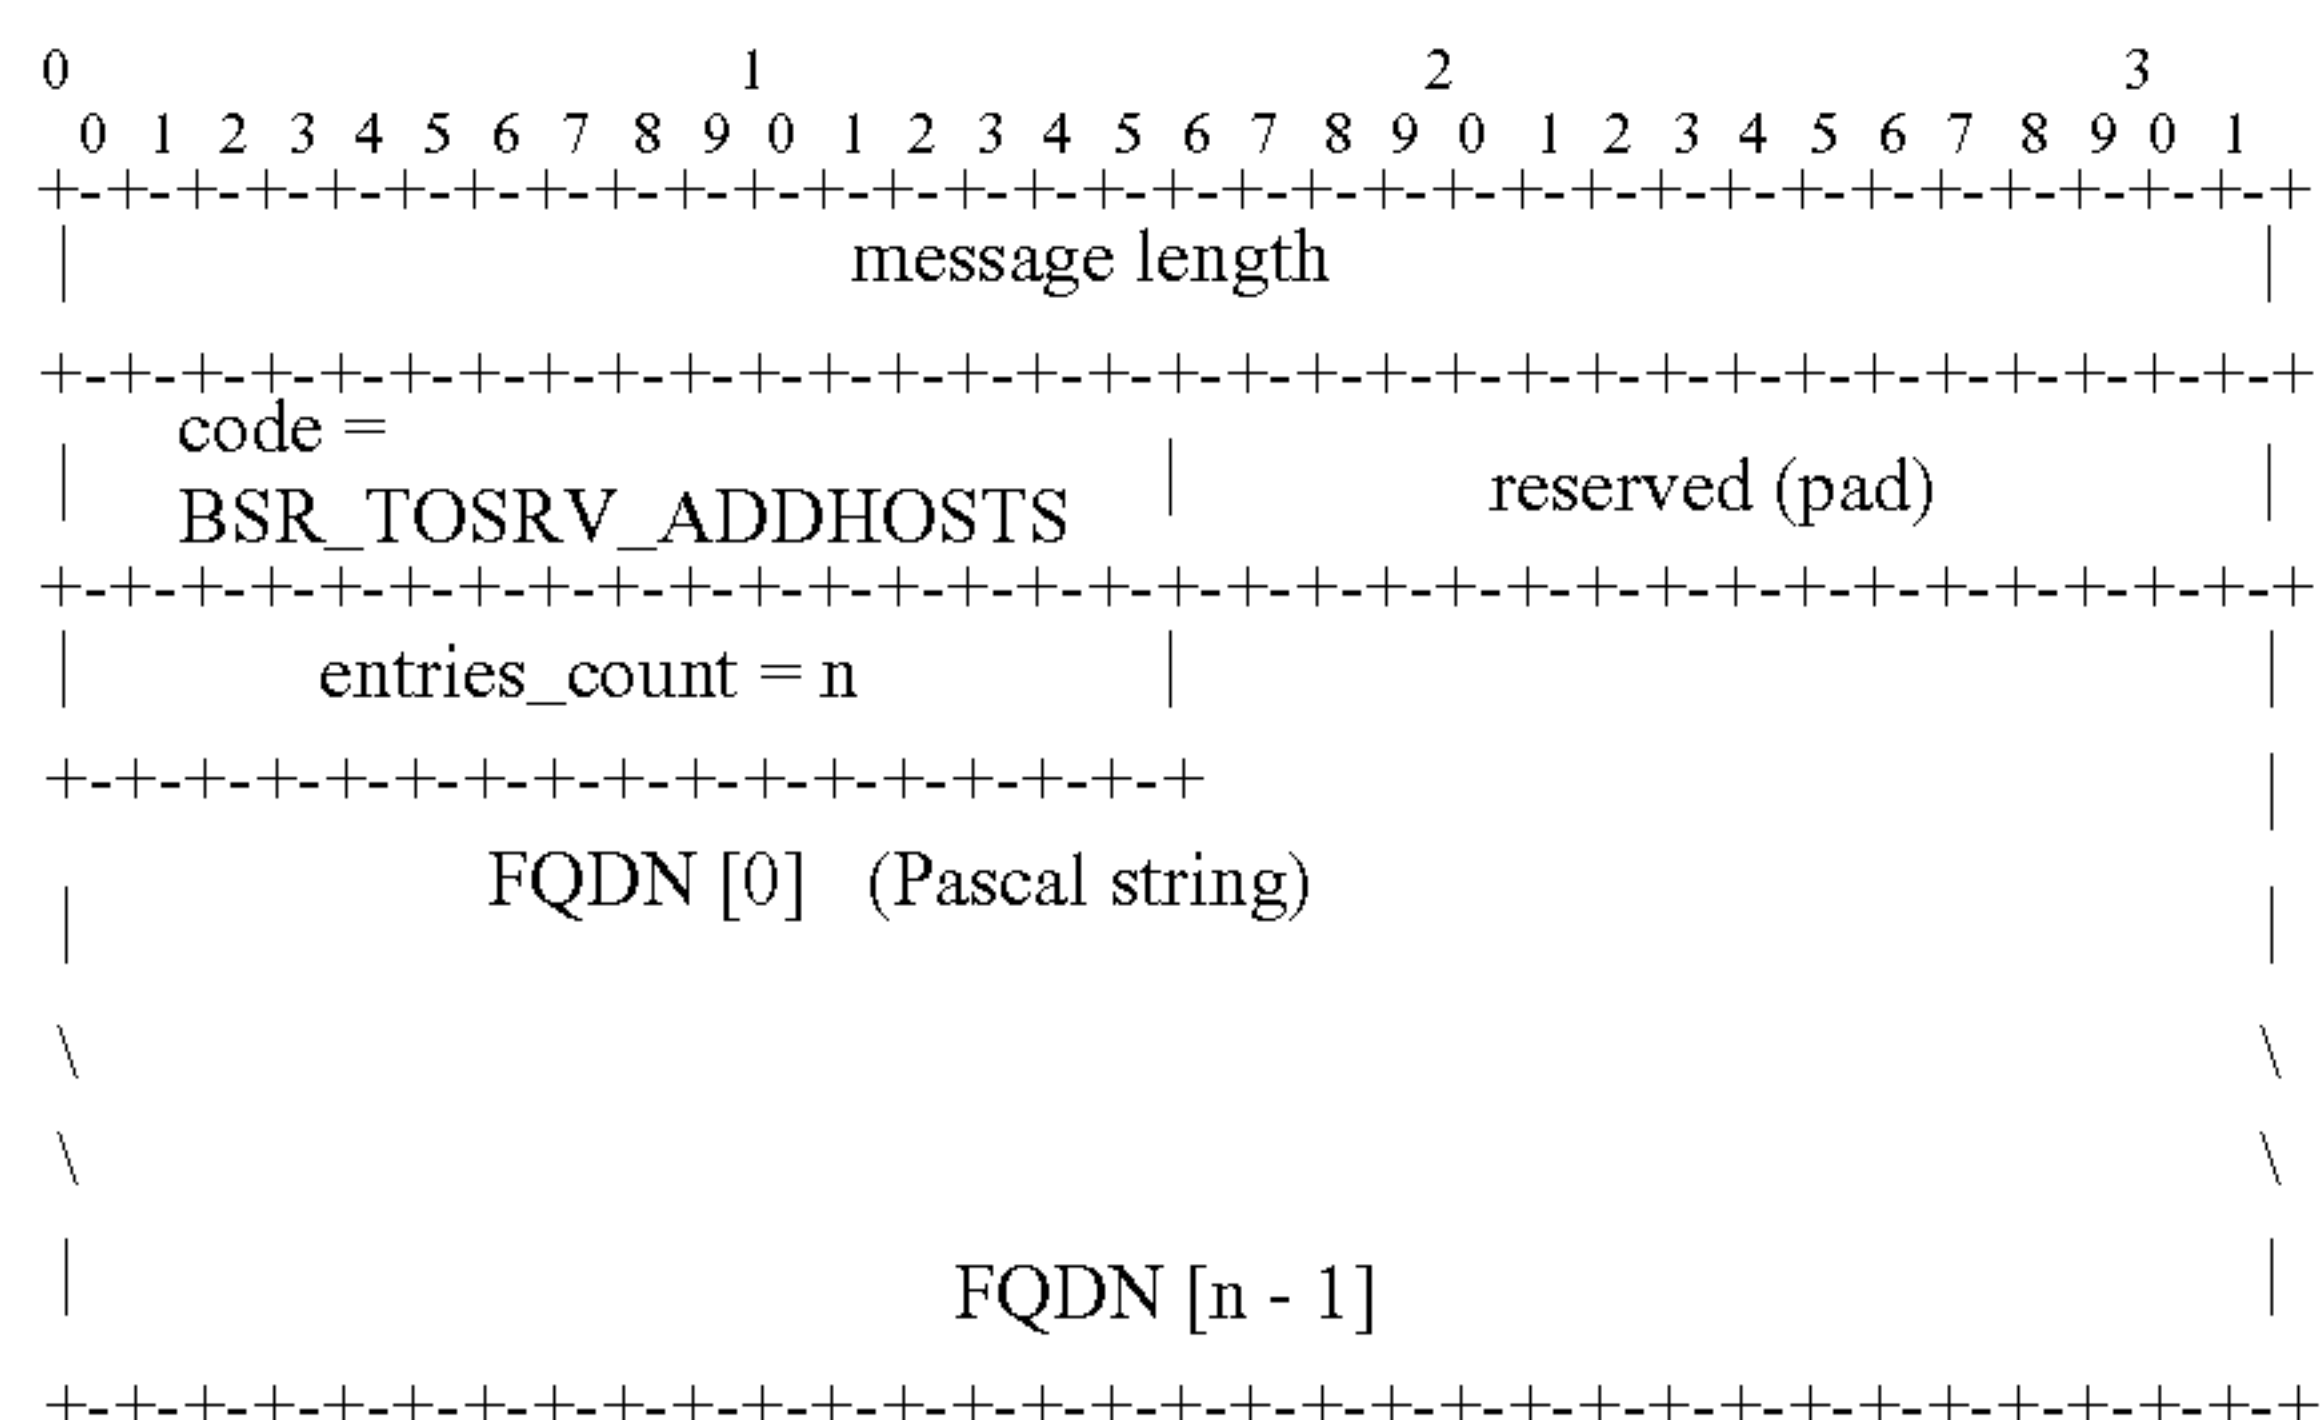 0 1 2 3
0 1 2 3 4 5 6 7 8 9 0 1 2 3 4 5 6 7 8 9 0 1 2 3 4 5 6 7 8 9 0 1
+-+-+-+-+-+-+-+-+-+-+-+-+-+-+-+-+-+-+-+-+-+-+-+-+-+-+-+-+-+-+-+-+
| message length |
+-+-+-+-+-+-+-+-+-+-+-+-+-+-+-+-+-+-+-+-+-+-+-+-+-+-+-+-+-+-+-+-+
code =
| BSR_TOSRV_ADDHOSTS | reserved (pad) |
+-+-+-+-+-+-+-+-+-+-+-+-+-+-+-+-+-+-+-+-+-+-+-+-+-+-+-+-+-+-+-+-+
| entries_count = n | |
+-+-+-+-+-+-+-+-+-+-+-+-+-+-+-+-+ |
| FQDN [0] (Pascal string) |
\ \
\ \
| FQDN [n - 1] |
+-+-+-+-+-+-+-+-+-+-+-+-+-+-+-+-+-+-+-+-+-+-+-+-+-+-+-+-+-+-+-+-+